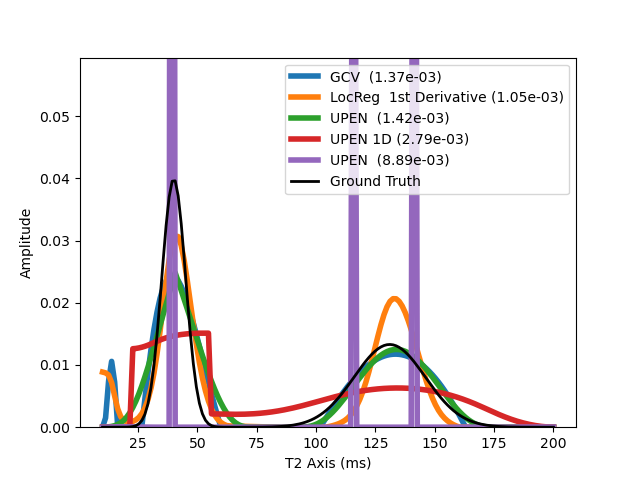 GCV (1.37e-03)
LocReg 1st Derivative (1.05e-03)
UPEN (1.42e-03)
UPEN 1D (2.79e-03)
UPEN (8.89e-03)
Ground Truth
Amplitude
0.05
0.04
0.03
0.02
0.01
0.00
25 50 75 100 125 150 175 200
T2 Axis (ms)